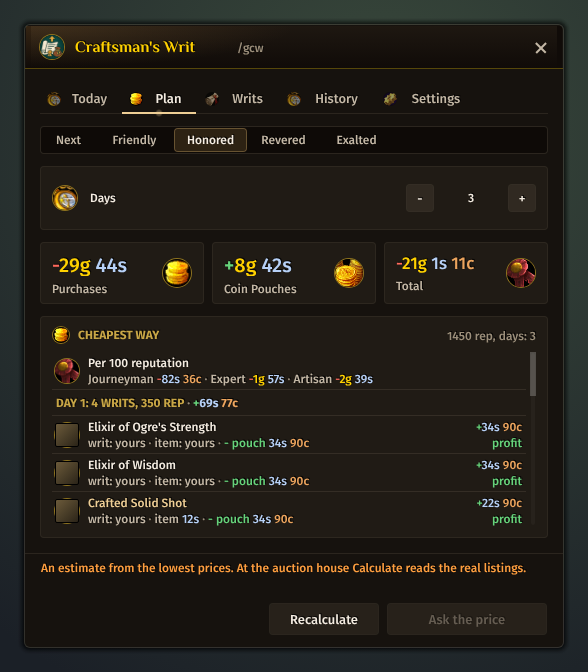 Craftsman's Writ /gcw
Today Plan Writs History Settings
Next Friendly Honored Revered Exalted
Days - 3 +
-29g 44s
Purchases
+8g 42s
Coin Pouches
-21g 1s 11c
Total
CHEAPEST WAY 1450 rep, days: 3
Per 100 reputation
Journeyman -82s 36c · Expert -1g 57s · Artisan -2g 39s
DAY 1: 4 WRITS, 350 REP · +69s 77c
Elixir of Ogre's Strength +34s 90c
writ: yours · item: yours · - pouch 34s 90c profit
Elixir of Wisdom +34s 90c
writ: yours · item: yours · - pouch 34s 90c profit
Crafted Solid Shot +22s 90c
writ: yours · item 12s · - pouch 34s 90c profit
An estimate from the lowest prices. At the auction house Calculate reads the real listings.
Recalculate Ask the price